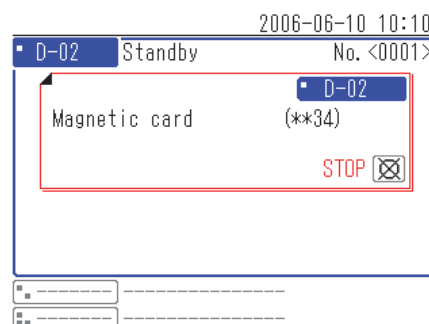 2006-06-10 10:10
D-02 Standby No.<0001>
D-02
Magnetic card (**34)
STOP
------- ---------------
------- ---------------